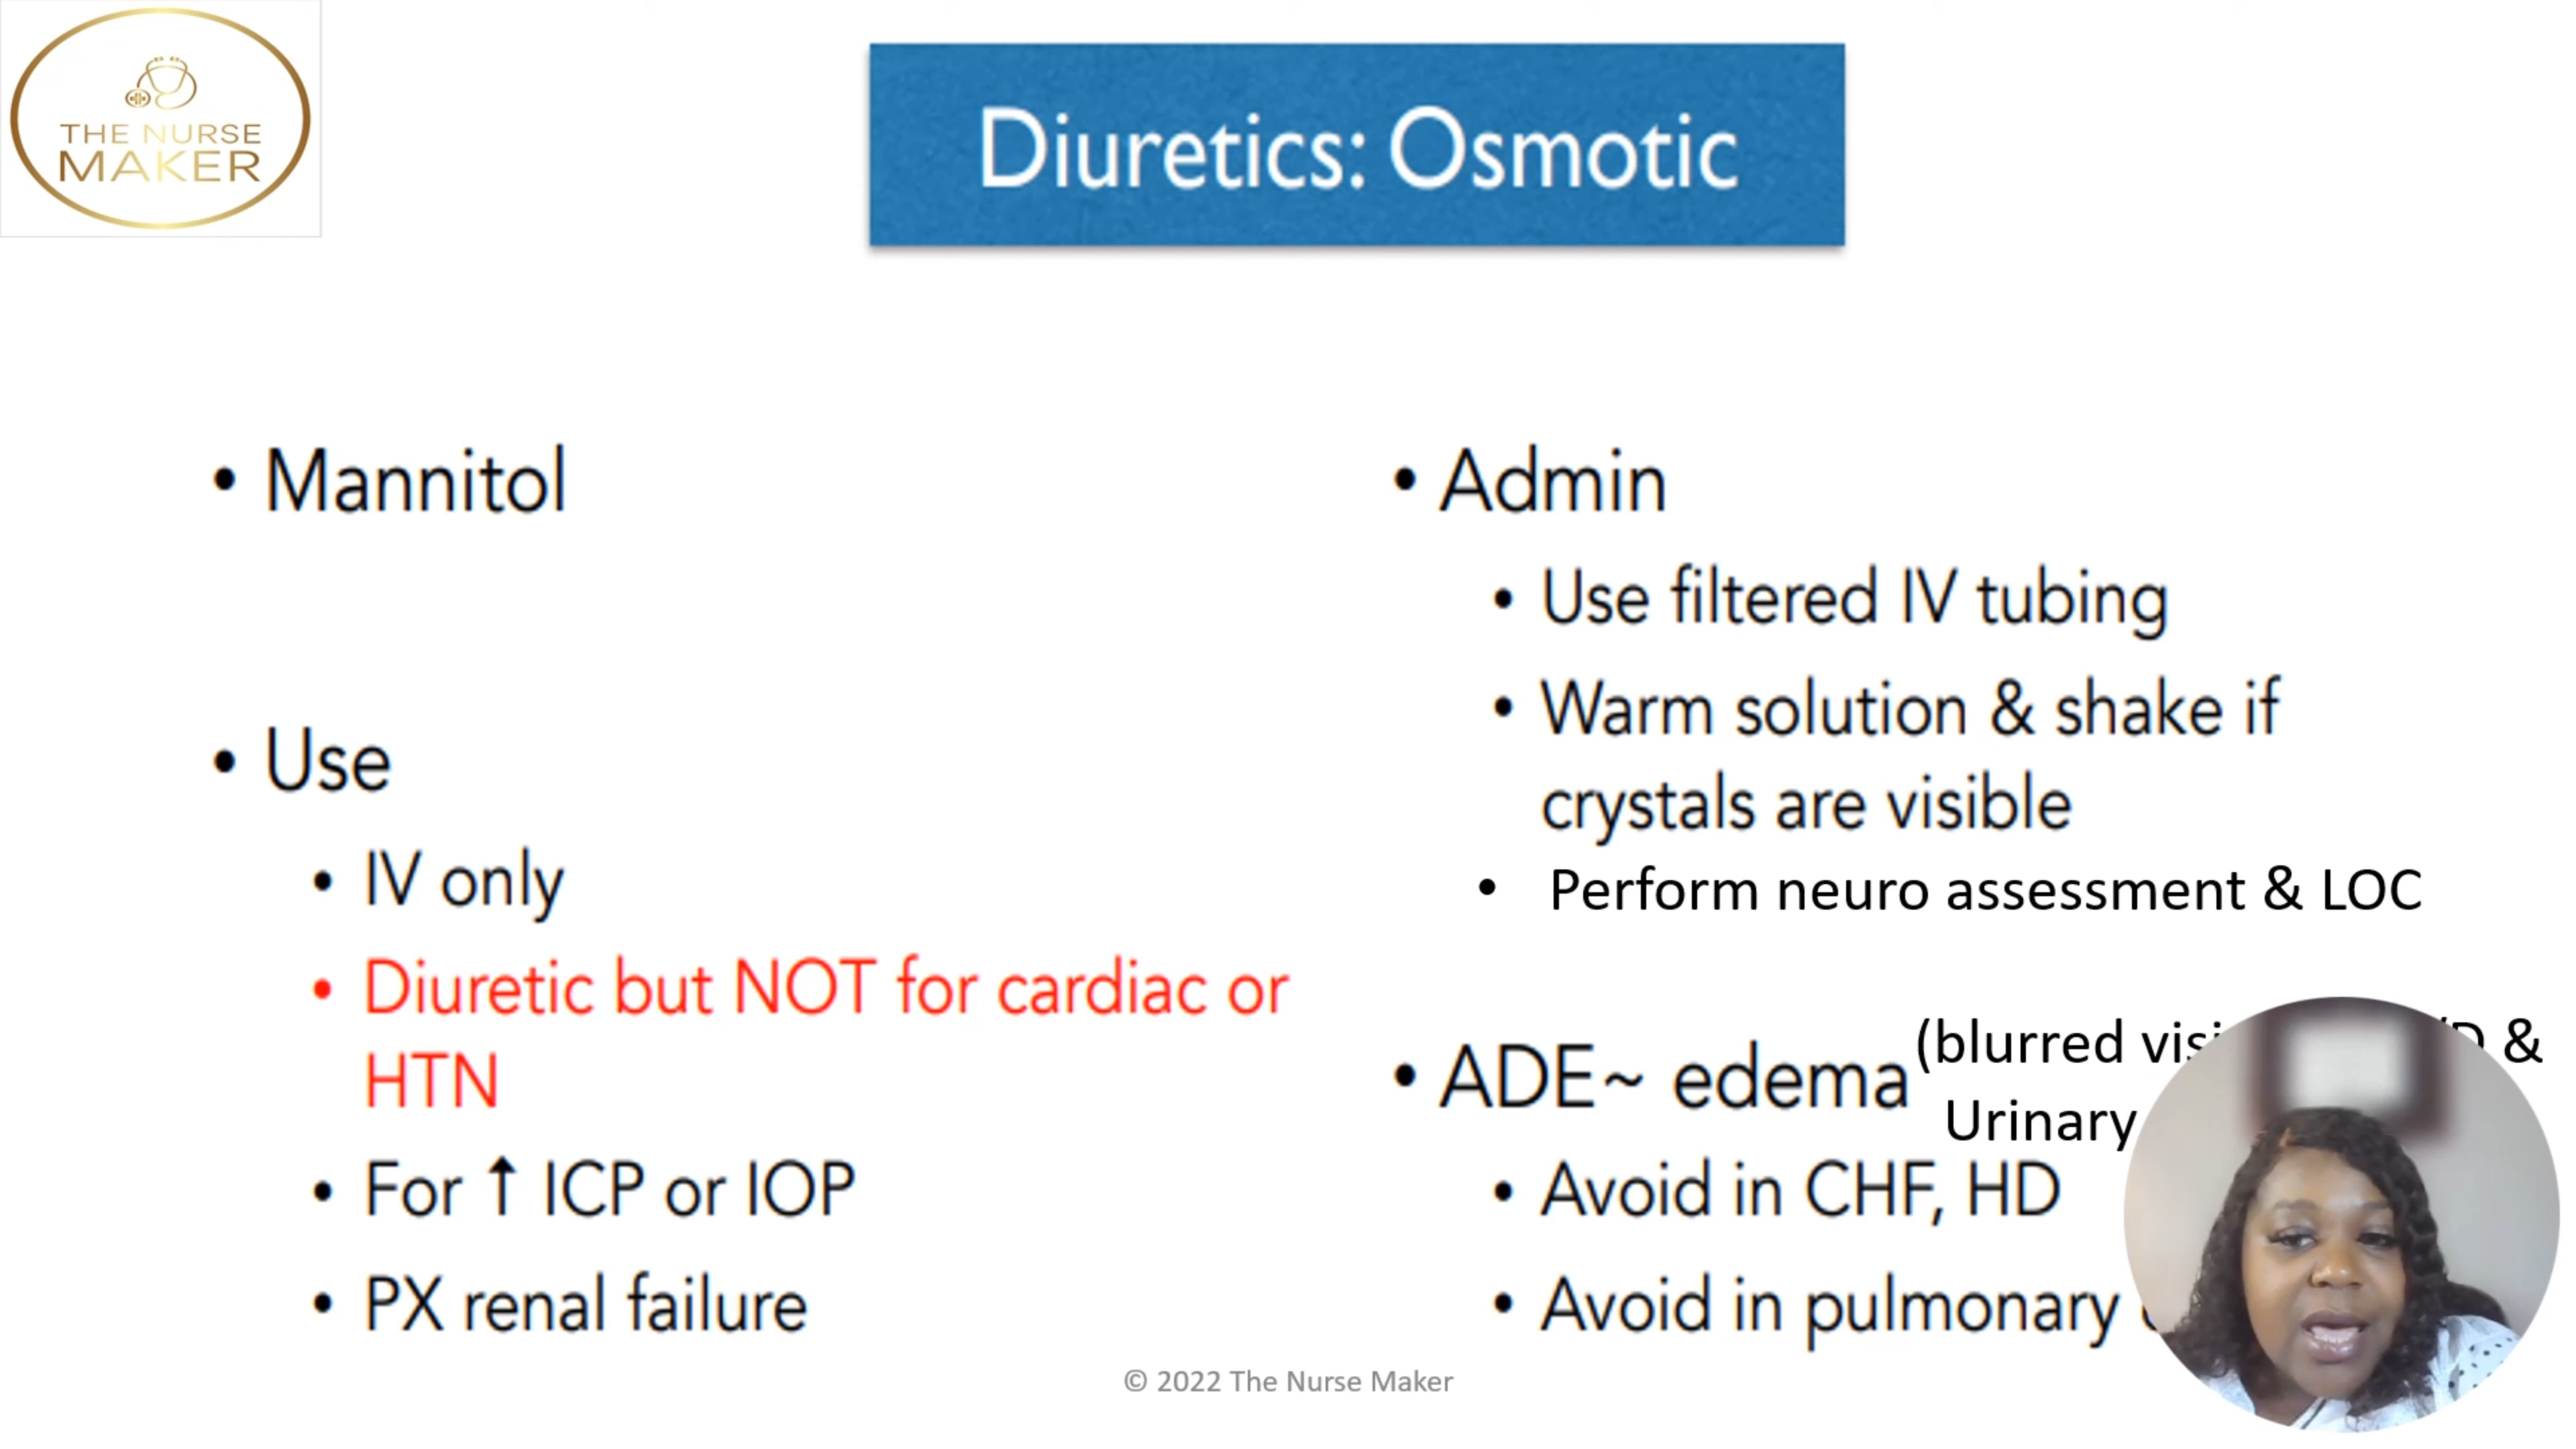 THE NURSE
MAKER
Diuretics: Osmotic
• Mannitol
• Use
• IV only
• Diuretic but NOT for cardiac or
HTN
• For ↑ ICP or IOP
• PX renal failure
• Admin
• Use filtered IV tubing
• Warm solution & shake if
crystals are visible
• Perform neuro assessment & LOC
• ADE~ edema
(blurred &
Urinary
• Avoid in CHF, HD
• Avoid in pulmonary
© 2022 The Nurse Maker